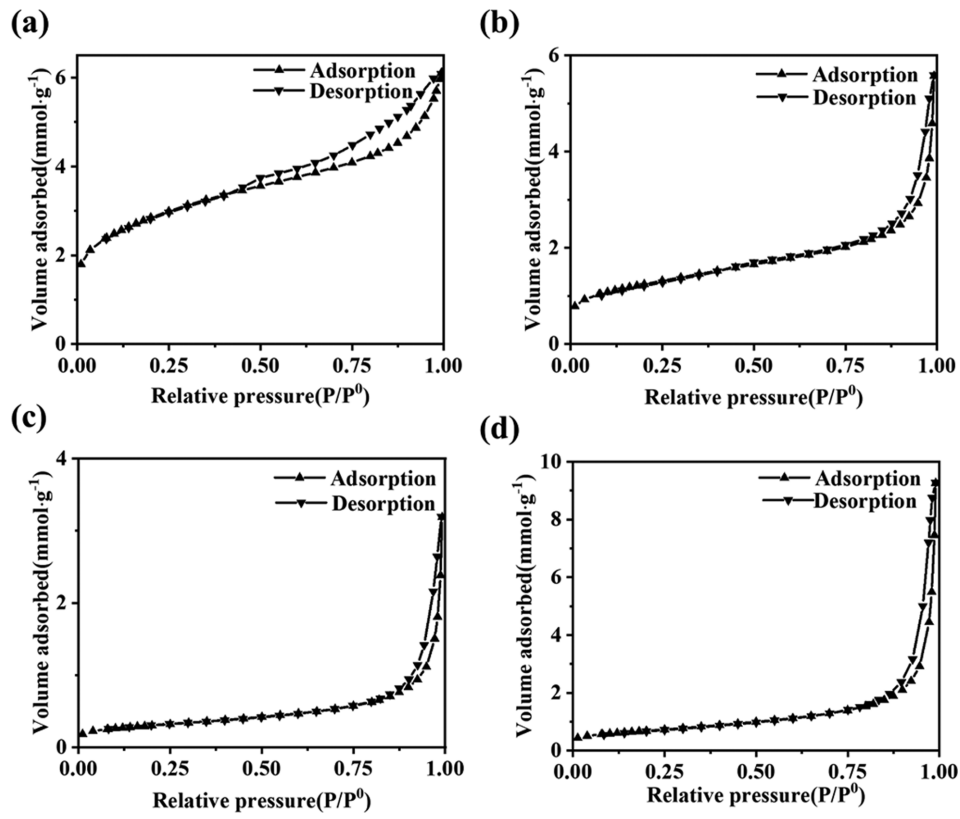 (a)
Volume adsorbed(mmol·g⁻¹)
6
4
2
0
Adsorption
Desorption
0.00 0.25 0.50 0.75 1.00
Relative pressure(P/P⁰)
(b)
Volume adsorbed(mmol·g⁻¹)
6
4
2
0
Adsorption
Desorption
0.00 0.25 0.50 0.75 1.00
Relative pressure(P/P⁰)
(c)
Volume adsorbed(mmol·g⁻¹)
4
2
0
Adsorption
Desorption
0.00 0.25 0.50 0.75 1.00
Relative pressure(P/P⁰)
(d)
Volume adsorbed(mmol·g⁻¹)
10
8
6
4
2
0
Adsorption
Desorption
0.00 0.25 0.50 0.75 1.00
Relative pressure(P/P⁰)